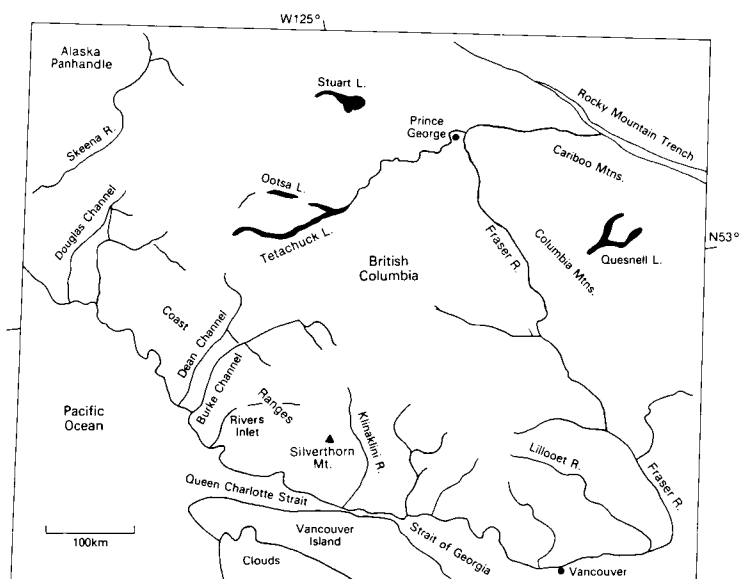 W125°
Alaska
Panhandle
Stuart L.
Rocky Mountain Trench
Prince
George
Skeena R.
Cariboo Mtns.
Ootsa L.
Douglas Channel
Tetachuck L.
Fraser R.
Columbia Mtns.
N53°
Quesnell L.
British
Columbia
Coast
Dean Channel
Burke Channel
Ranges
Pacific
Ocean
Rivers
Inlet
Silverthorn
Mt.
Klinaklini R.
Lillooet R.
Fraser R.
Queen Charlotte Strait
Vancouver
Island
Strait of Georgia
100km
Clouds
Vancouver